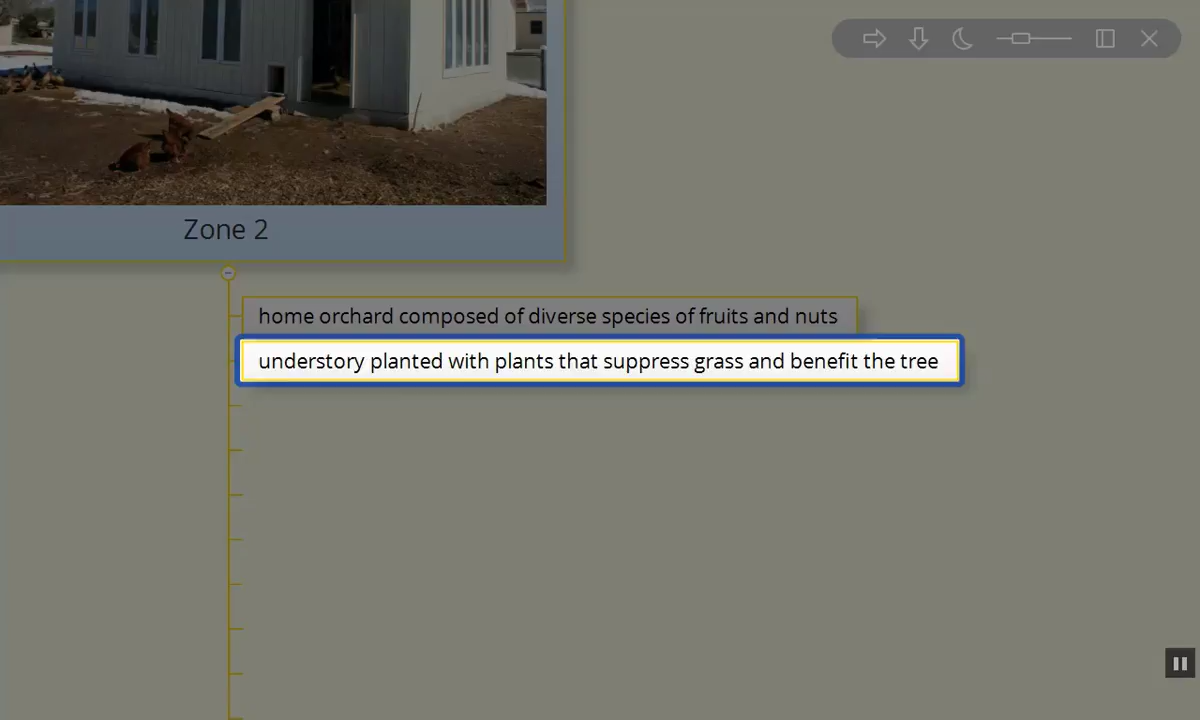 Zone 2
home orchard composed of diverse species of fruits and nuts
understory planted with plants that suppress grass and benefit the tree